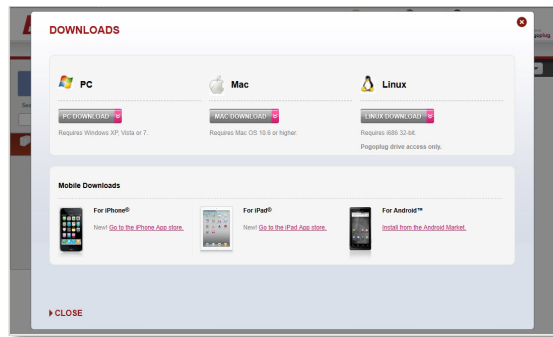 DOWNLOADS
PC
Mac
Linux
PC DOWNLOAD
MAC DOWNLOAD
LINUX DOWNLOAD
Requires Windows XP, Vista or 7.
Requires Mac OS 10.6 or higher.
Requires i686 32-bit.
Pogoplug drive access only.
Mobile Downloads
For iPhone®
For iPad®
For Android™
New! Go to the iPhone App store.
New! Go to the iPad App store.
Install from the Android Market.
CLOSE